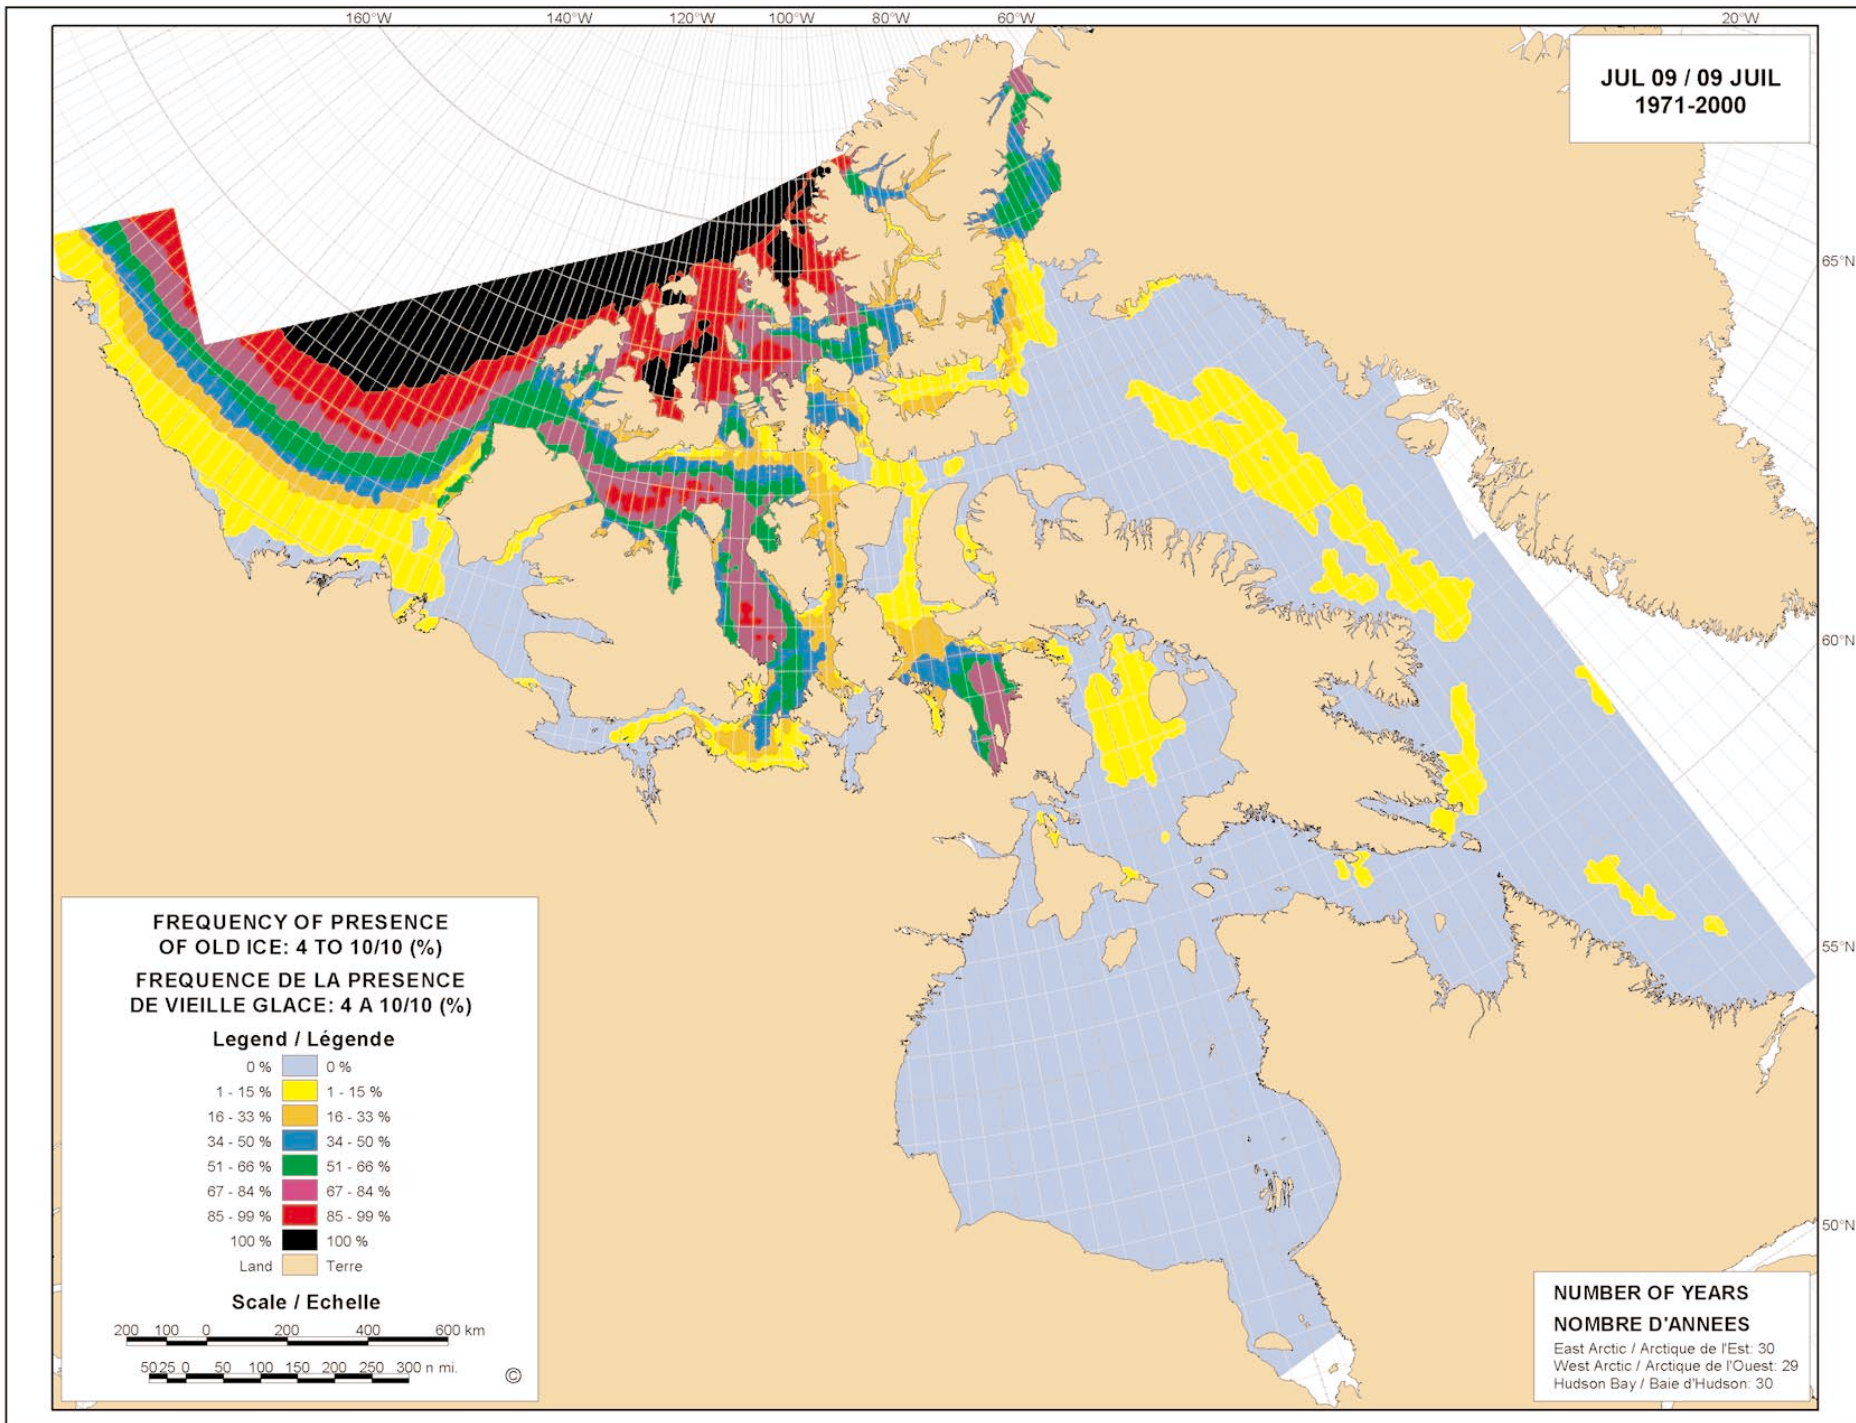 160°W 140°W 120°W 100°W 80°W 60°W 20°W
JUL 09 / 09 JUIL
1971-2000
65°N
60°N
55°N
50°N
FREQUENCY OF PRESENCE
OF OLD ICE: 4 TO 10/10 (%)
FREQUENCE DE LA PRESENCE
DE VIEILLE GLACE: 4 A 10/10 (%)
Legend / Légende
0 % 0 %
1 - 15 % 1 - 15 %
16 - 33 % 16 - 33 %
34 - 50 % 34 - 50 %
51 - 66 % 51 - 66 %
67 - 84 % 67 - 84 %
85 - 99 % 85 - 99 %
100 % 100 %
Land Terre
Scale / Echelle
200 100 0 200 400 600 km
50 25 0 50 100 150 200 250 300 n mi.
©
NUMBER OF YEARS
NOMBRE D'ANNEES
East Arctic / Arctique de l'Est: 30
West Arctic / Arctique de l'Ouest: 29
Hudson Bay / Baie d'Hudson: 30